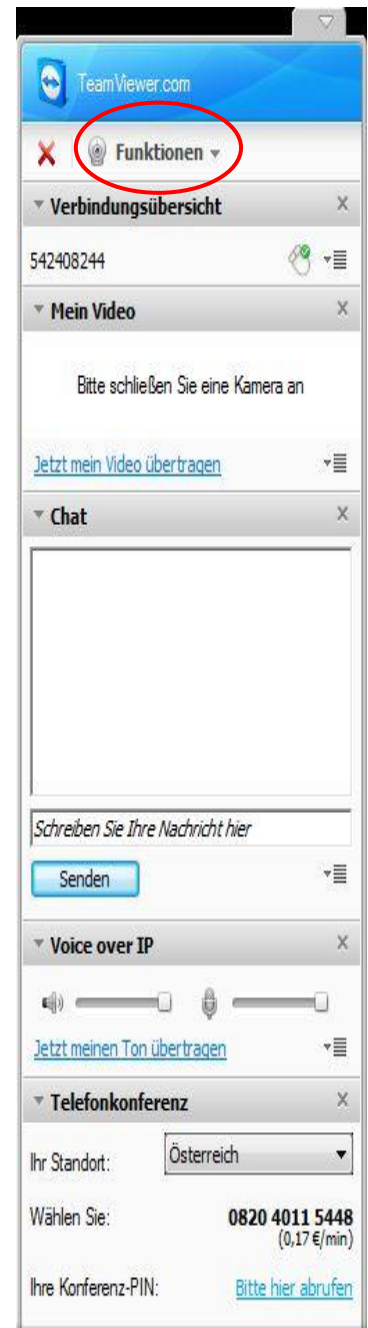 TeamViewer.com
Funktionen
Verbindungsübersicht
542408244
Mein Video
Bitte schließen Sie eine Kamera an
Jetzt mein Video übertragen
Chat
Schreiben Sie Ihre Nachricht hier
Senden
Voice over IP
Jetzt meinen Ton übertragen
Telefonkonferenz
Ihr Standort: Österreich
Wählen Sie: 0820 4011 5448
(0,17 €/min)
Ihre Konferenz-PIN: Bitte hier abrufen